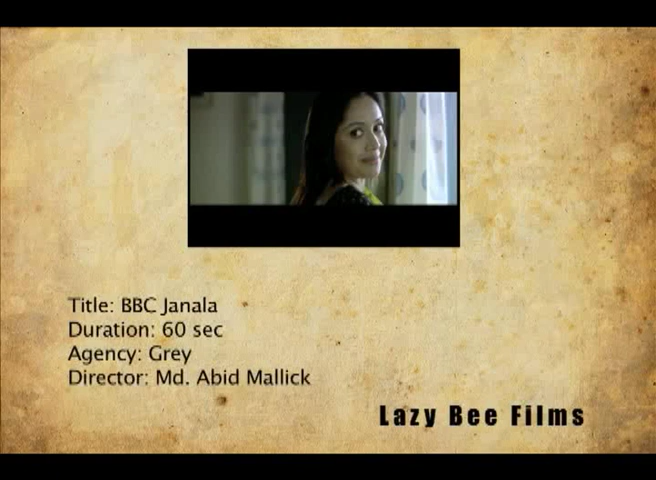 Title: BBC Janala
Duration: 60 sec
Agency: Grey
Director: Md. Abid Mallick
Lazy Bee Films